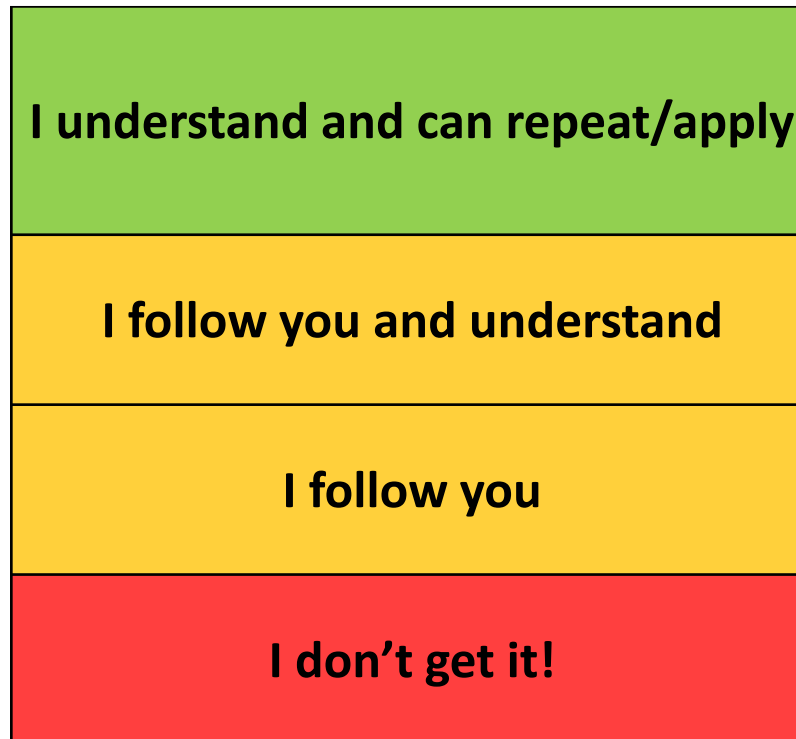 I understand and can repeat/apply
I follow you and understand
I follow you
I don’t get it!